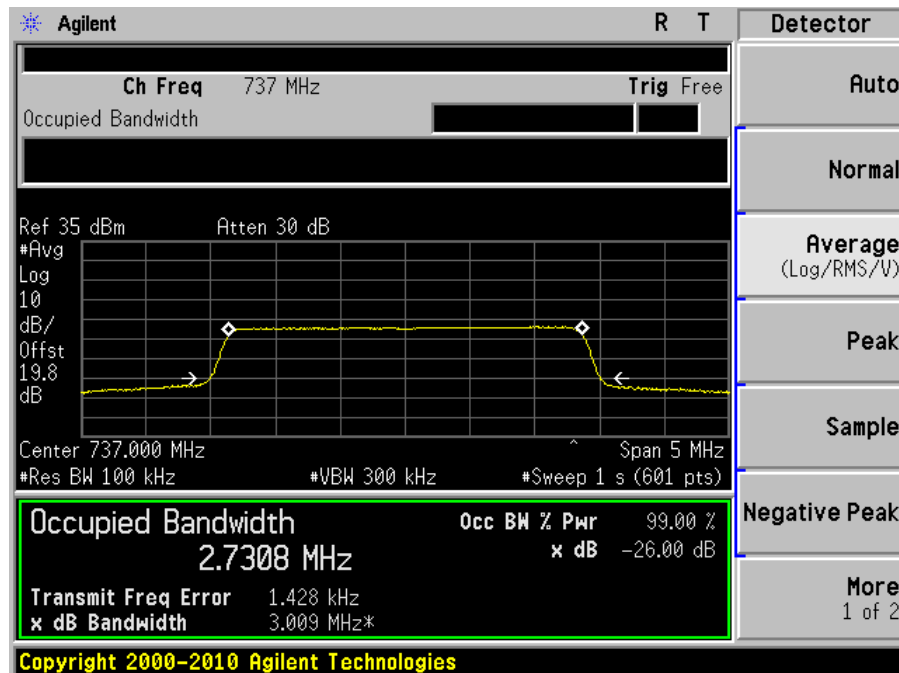 Agilent R T Detector
Ch Freq 737 MHz Trig Free
Occupied Bandwidth
Auto
Normal
Average
(Log/RMS/V)
Peak
Sample
Negative Peak
More
1 of 2
Ref 35 dBm Atten 30 dB
#Avg
Log
10
dB/
Offst
19.8
dB
Center 737.000 MHz Span 5 MHz
#Res BW 100 kHz #VBW 300 kHz #Sweep 1 s (601 pts)
Occupied Bandwidth Occ BW % Pwr 99.00 %
2.7308 MHz x dB -26.00 dB
Transmit Freq Error 1.428 kHz
x dB Bandwidth 3.009 MHz*
Copyright 2000-2010 Agilent Technologies